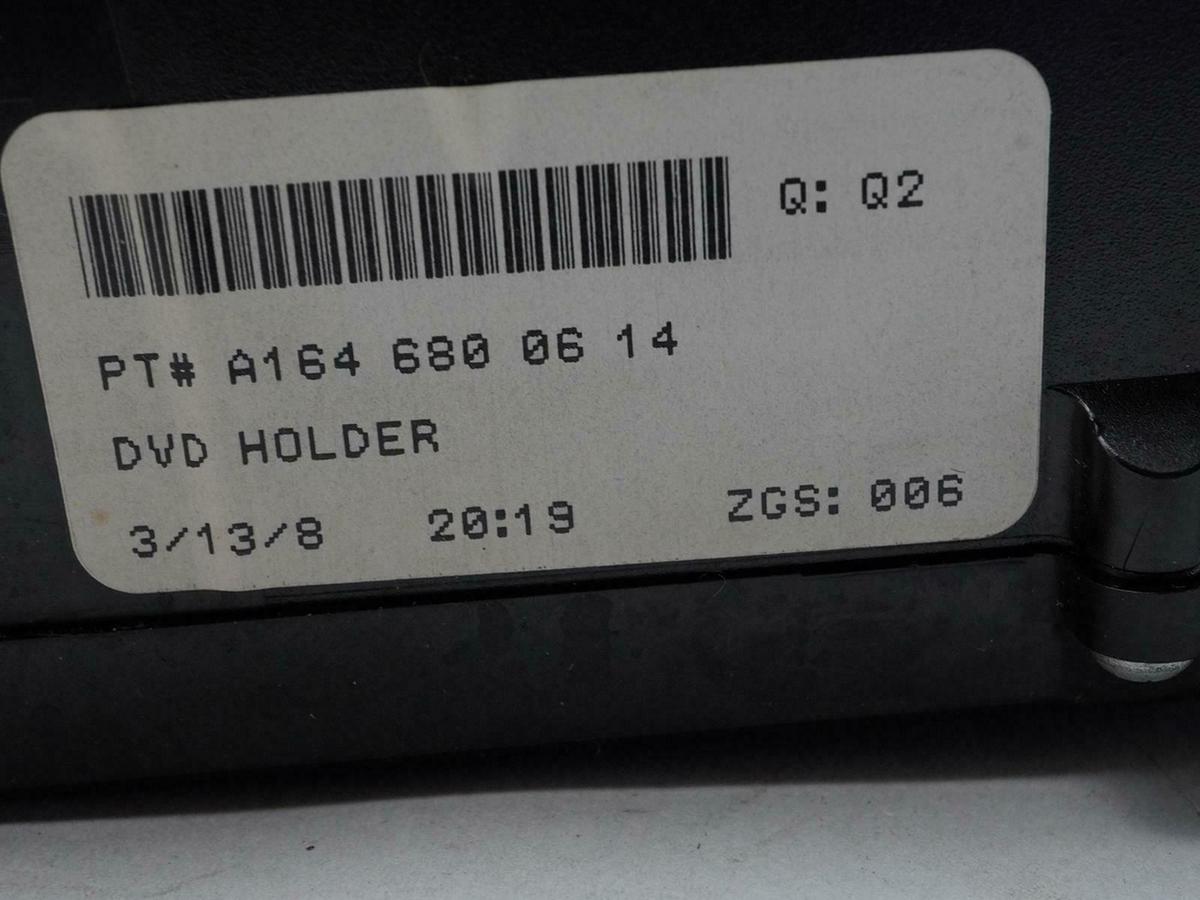 Q: Q2
PT# A164 680 06 14
DVD HOLDER
3/13/8 20:19 ZGS: 006